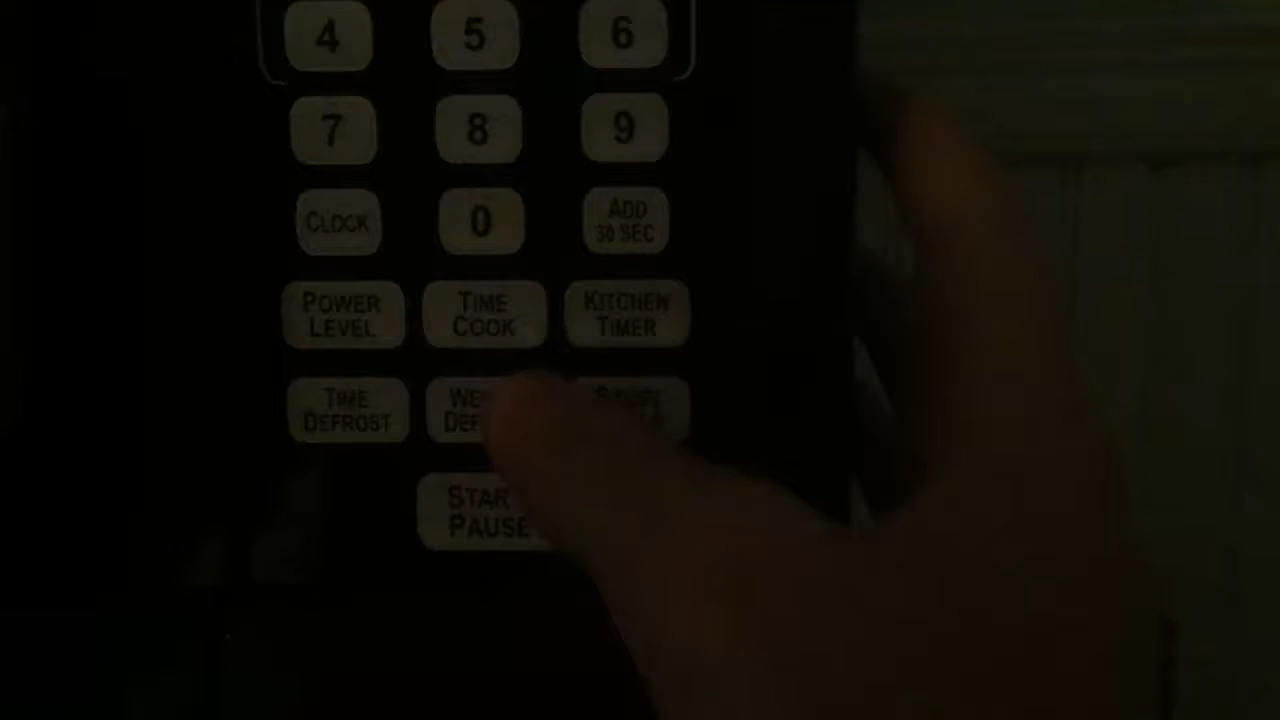 4 5 6
7 8 9
CLOCK 0 ADD
30 SEC
POWER TIME KITCHEN
LEVEL COOK TIMER
TIME
DEFROST
PAUSE